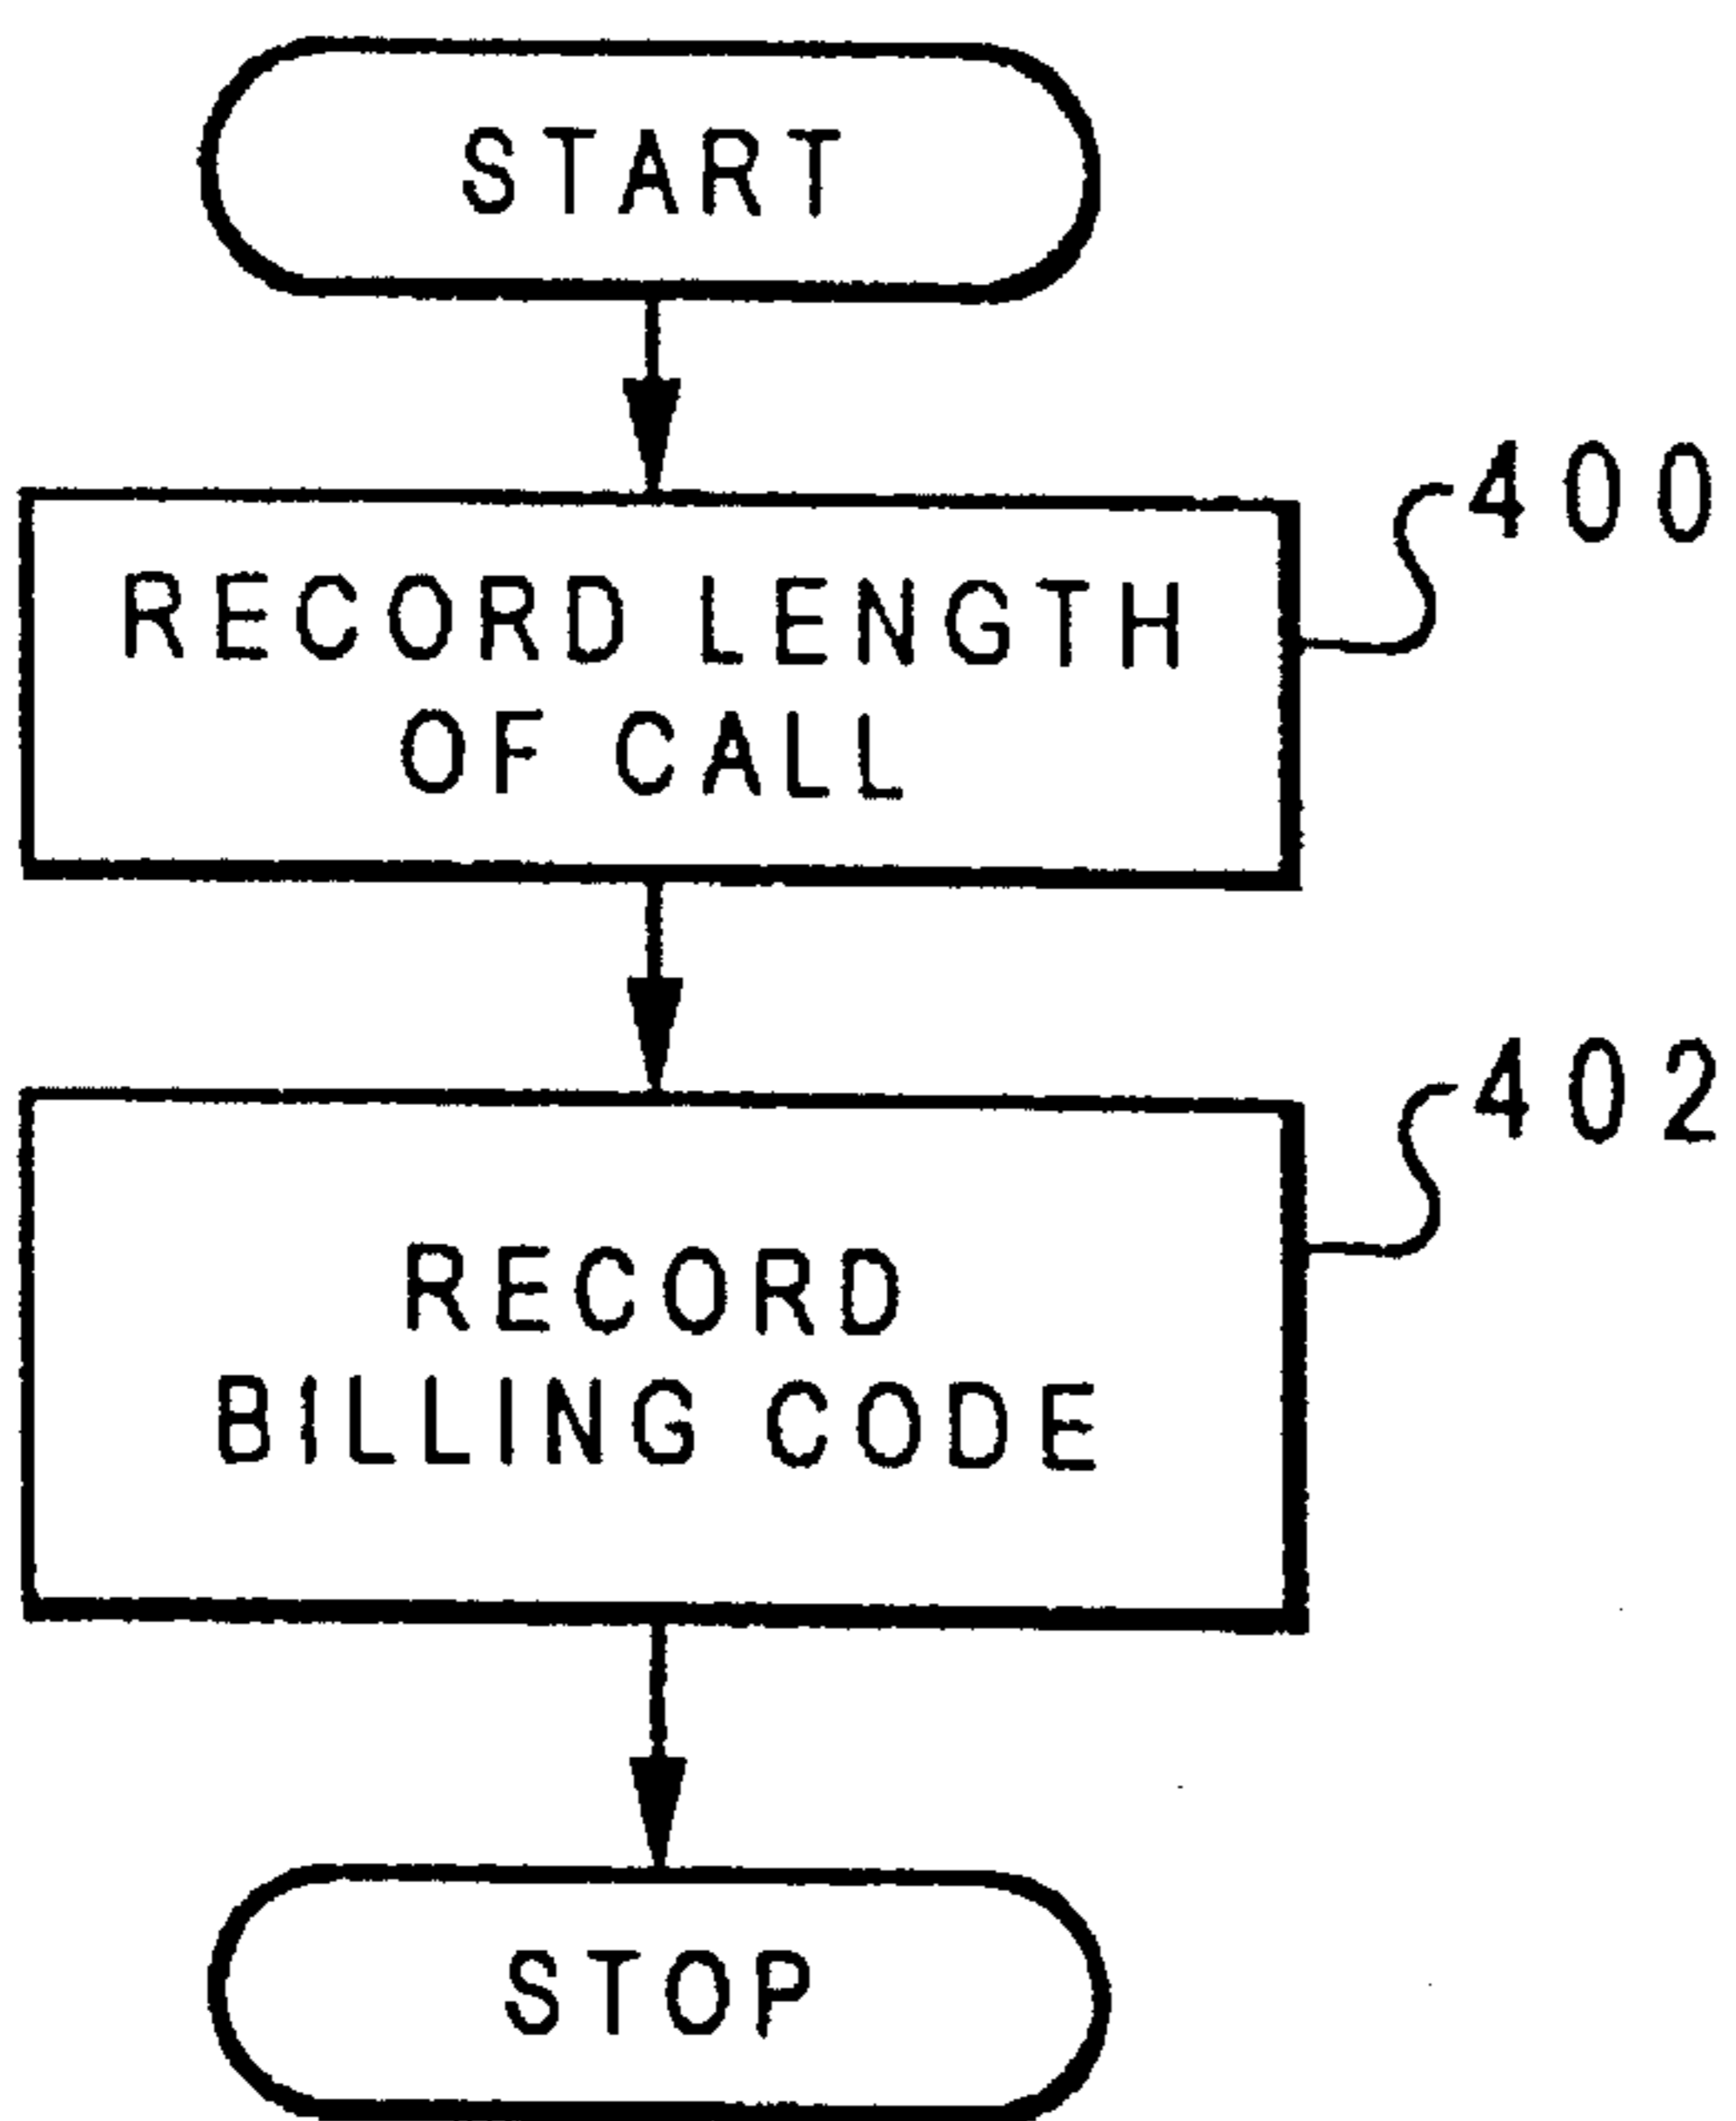 START
400
RECORD LENGTH
OF CALL
402
RECORD
BILLING CODE
STOP